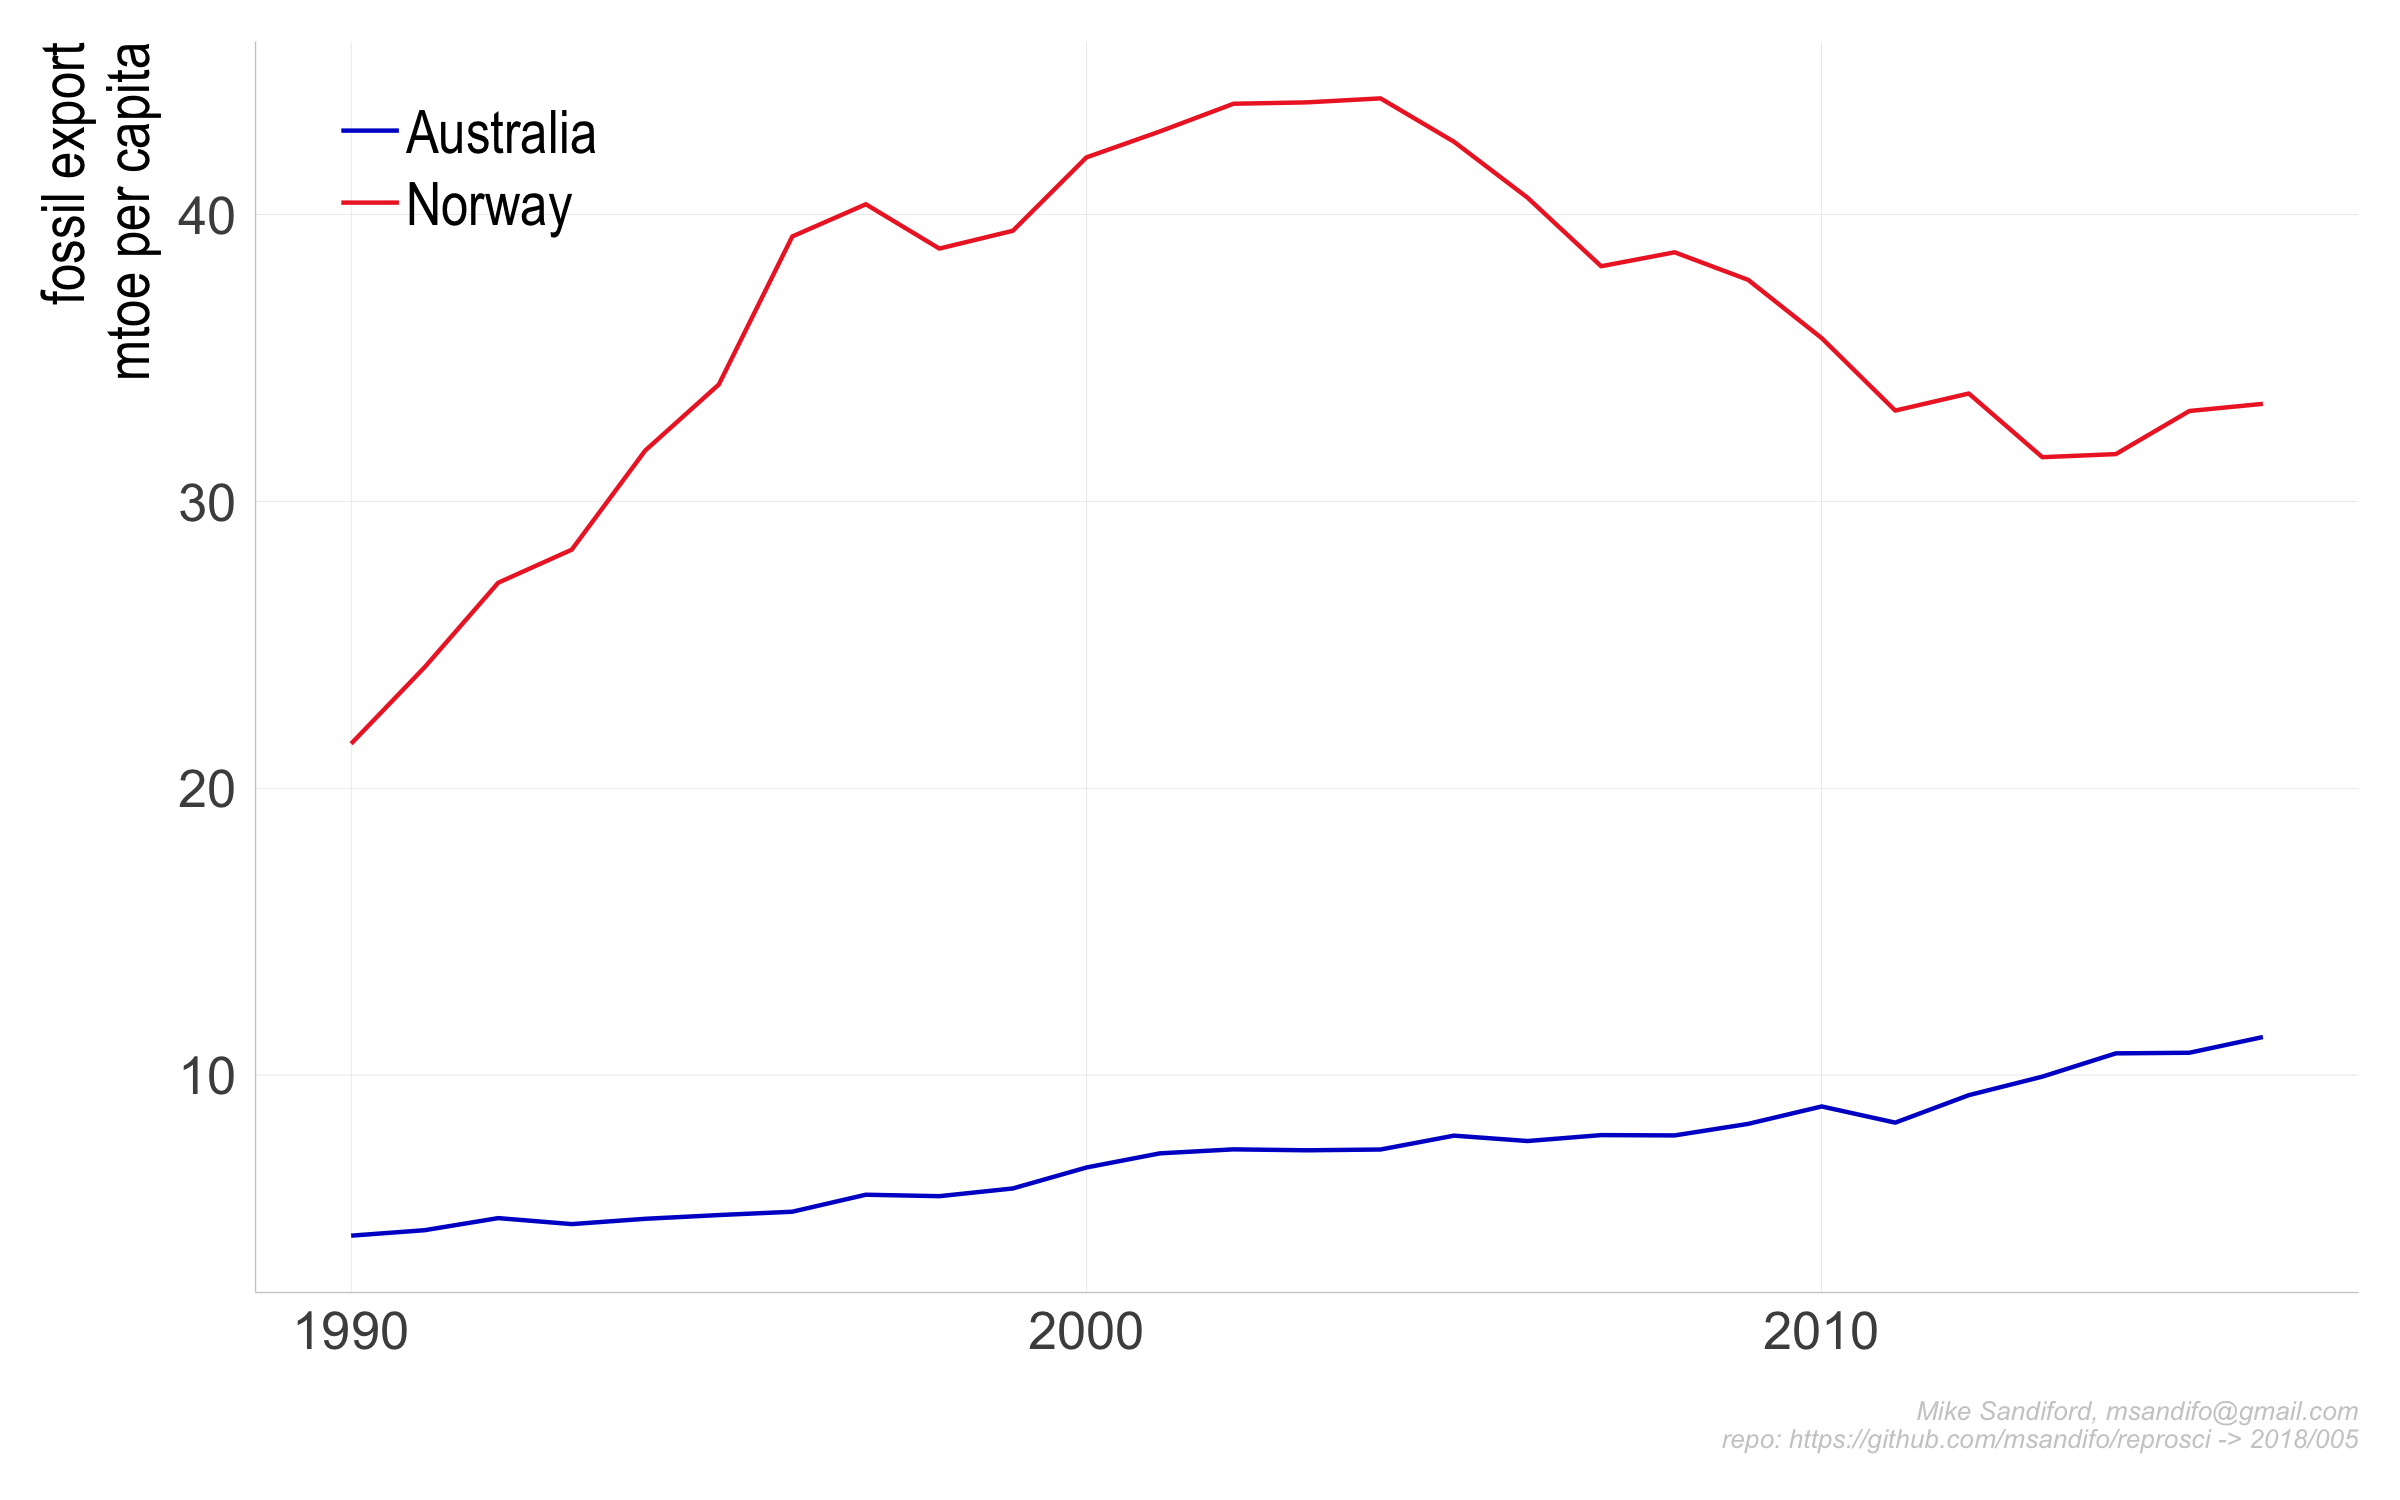 fossil export
mtoe per capita
Australia
Norway
40
30
20
10
1990
2000
2010
Mike Sandiford, msandifo@gmail.com
repo: https://github.com/msandifo/reprosci -> 2018/005